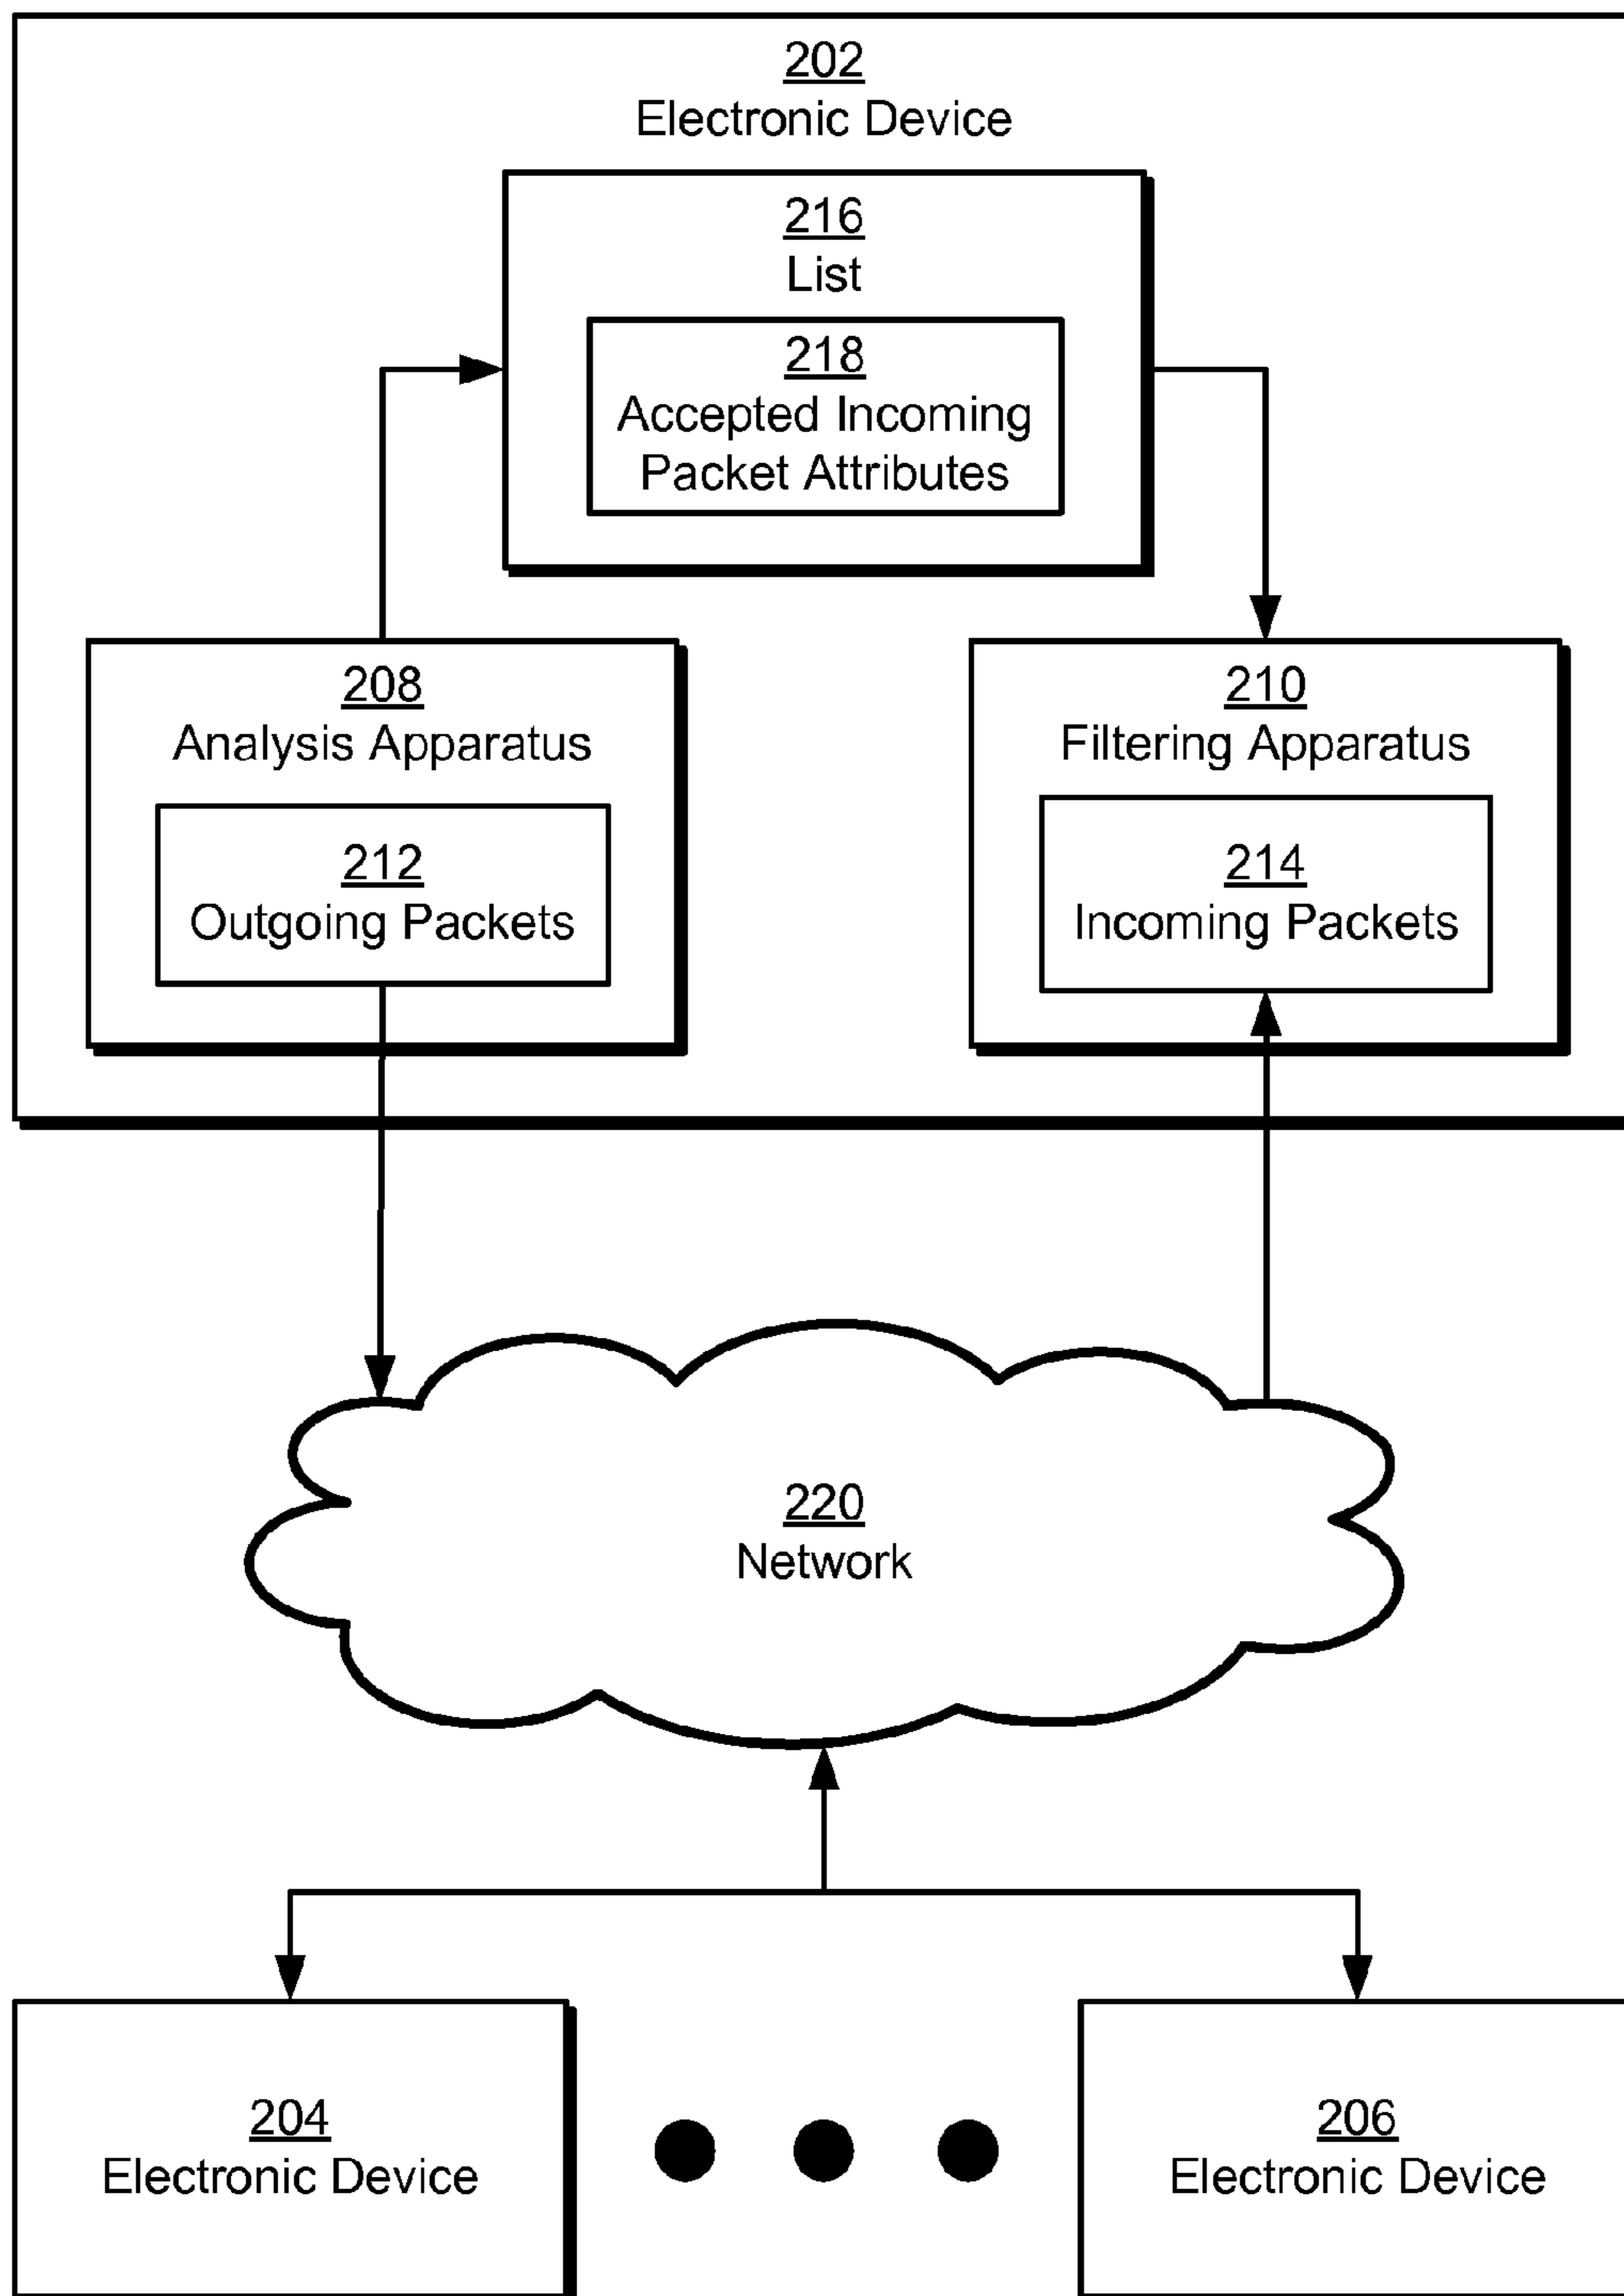 202
Electronic Device
216
List
218
Accepted Incoming
Packet Attributes
208
Analysis Apparatus
212
Outgoing Packets
210
Filtering Apparatus
214
Incoming Packets
220
Network
204
Electronic Device
206
Electronic Device